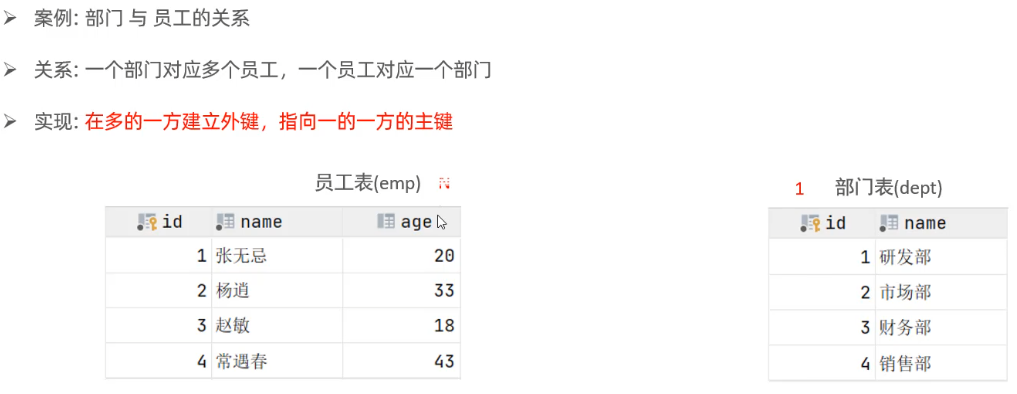 案例: 部门 与 员工的关系
关系: 一个部门对应多个员工，一个员工对应一个部门
实现: 在多的一方建立外键，指向一的一方的主键
员工表(emp) N
id name age
1 张无忌 20
2 杨逍 33
3 赵敏 18
4 常遇春 43
1 部门表(dept)
id name
1 研发部
2 市场部
3 财务部
4 销售部